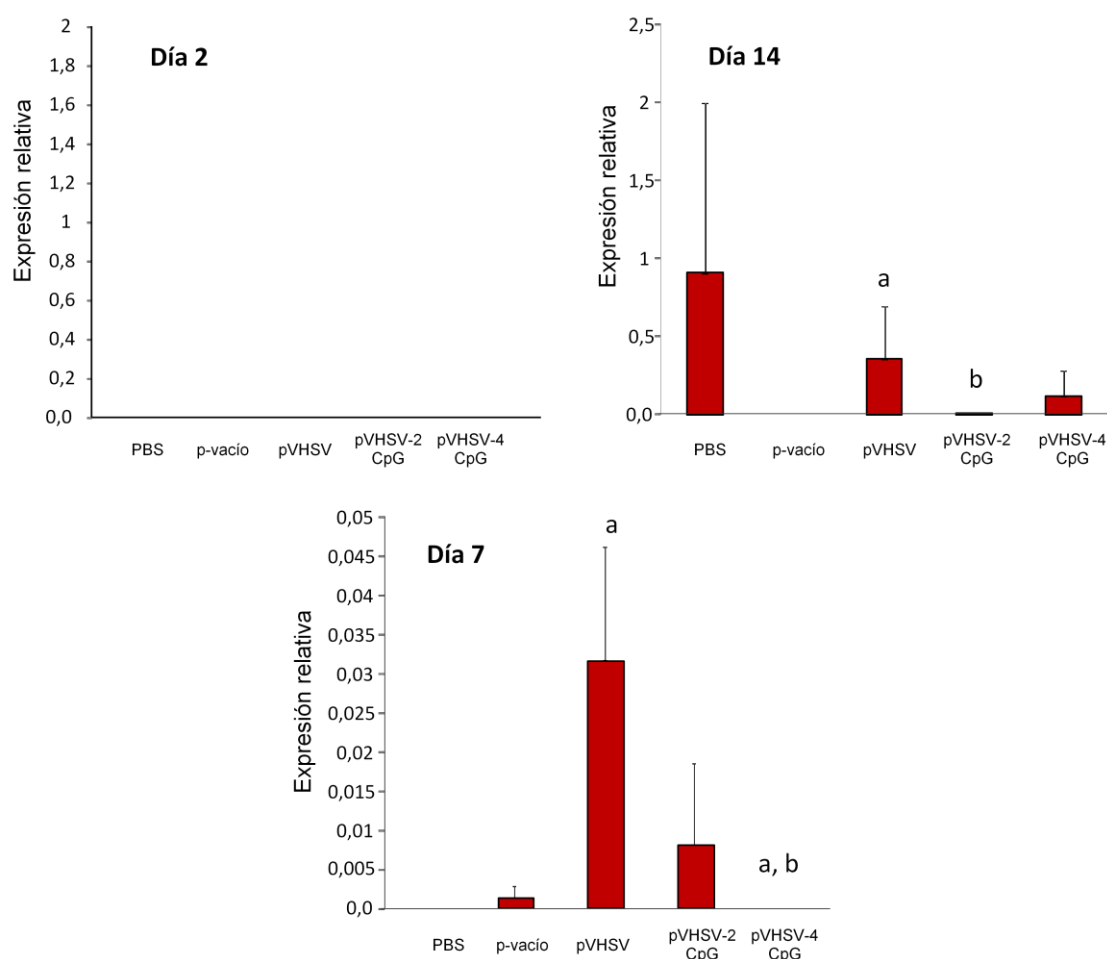 Día 2
Expresión relativa
2
1,8
1,6
1,4
1,2
1
0,8
0,6
0,4
0,2
0,0
PBS
p-vacío
pVHSV
pVHSV-2
CpG
pVHSV-4
CpG
Día 14
Expresión relativa
2,5
2
1,5
1
0,5
0,0
a
b
PBS
p-vacío
pVHSV
pVHSV-2
CpG
pVHSV-4
CpG
Día 7
Expresión relativa
0,05
0,045
0,04
0,035
0,03
0,025
0,02
0,015
0,01
0,005
0,0
a
a, b
PBS
p-vacío
pVHSV
pVHSV-2
CpG
pVHSV-4
CpG